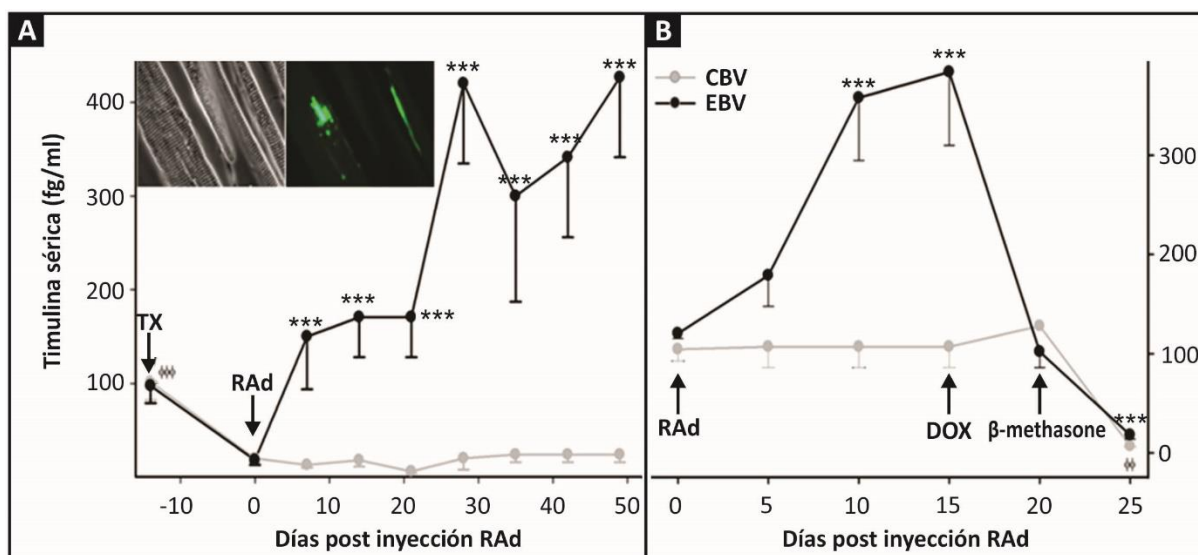 A
B
Timulina sérica (fg/ml)
400
300
200
100
***
***
***
***
***
***
***
TX
RAd
-10
0
10
20
30
40
50
Días post inyección RAd
CBV
EBV
***
***
***
RAd
DOX
β-methasone
300
200
100
0
0
5
10
15
20
25
Días post inyección RAd